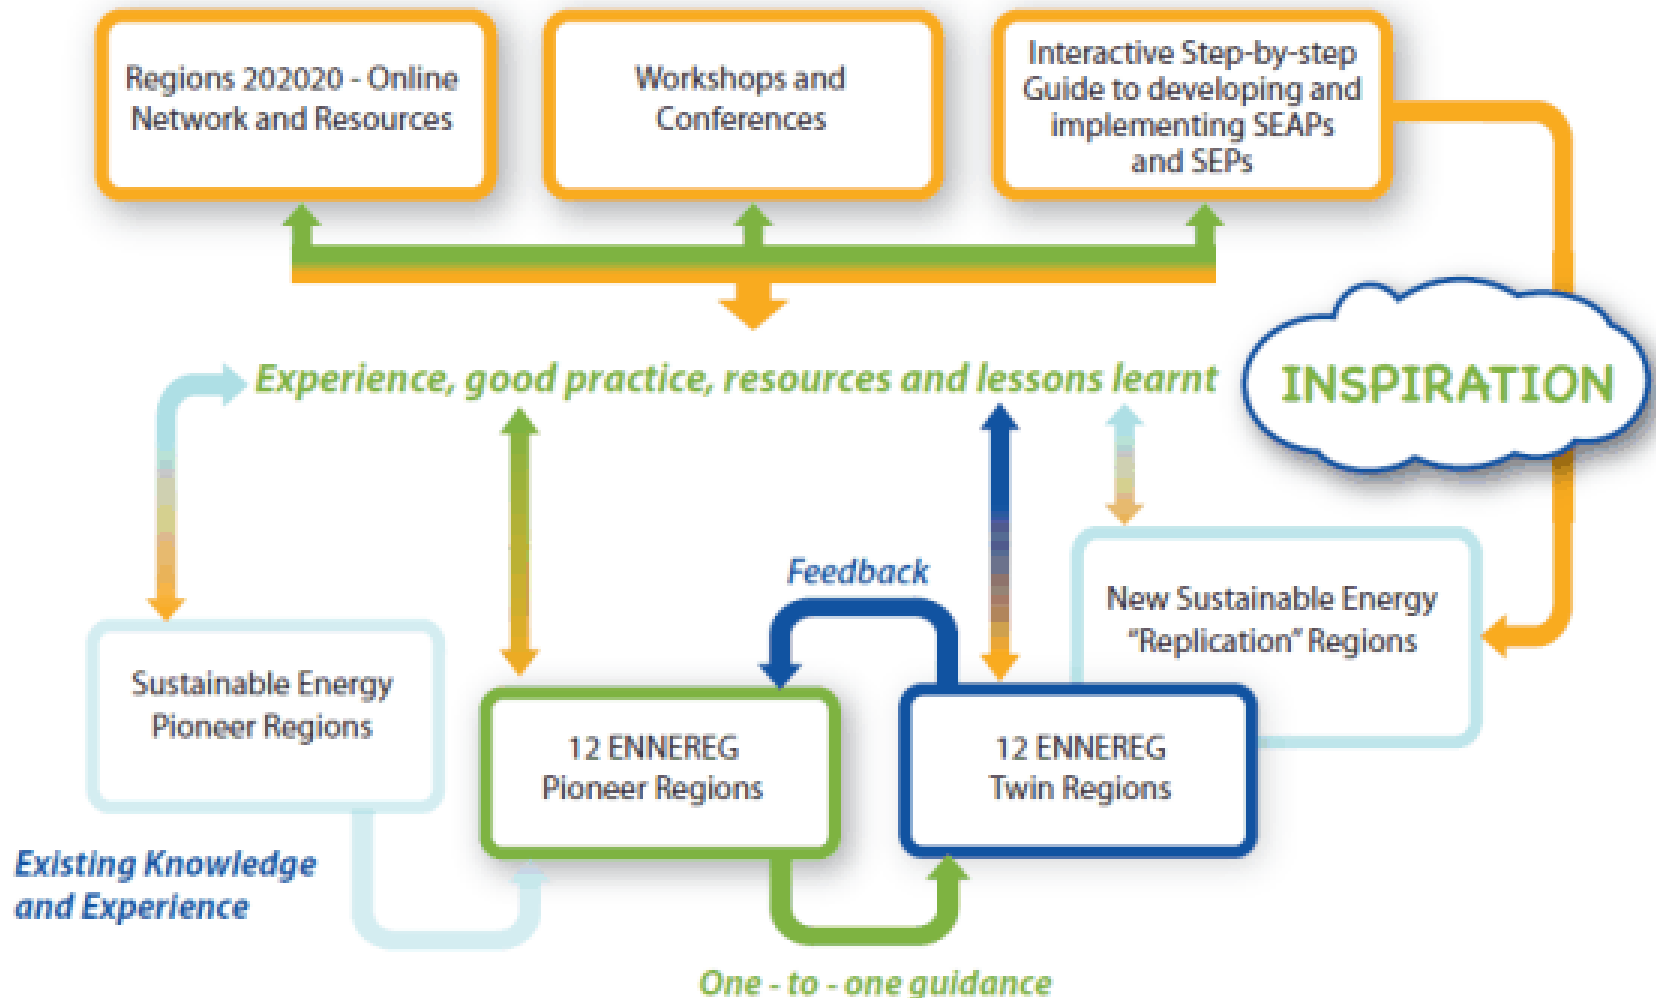 Regions 202020 - Online
Network and Resources
Workshops and
Conferences
Interactive Step-by-step
Guide to developing and
implementing SEAPs
and SEPs
Experience, good practice, resources and lessons learnt
INSPIRATION
Feedback
New Sustainable Energy
"Replication" Regions
Sustainable Energy
Pioneer Regions
12 ENNEREG
Pioneer Regions
12 ENNEREG
Twin Regions
Existing Knowledge
and Experience
One - to - one guidance